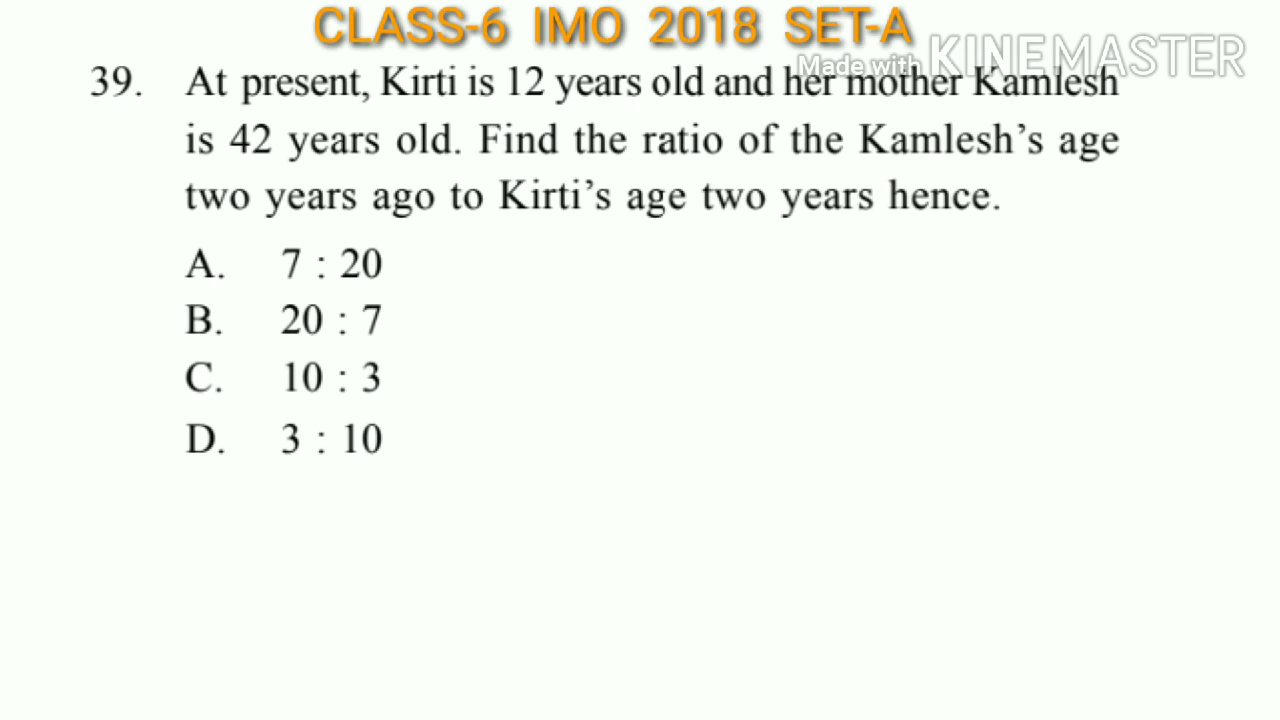 CLASS-6 IMO 2018 SET-A
Made with KINEMASTER
39. At present, Kirti is 12 years old and her mother Kamlesh
is 42 years old. Find the ratio of the Kamlesh's age
two years ago to Kirti's age two years hence.
A. 7 : 20
B. 20 : 7
C. 10 : 3
D. 3 : 10